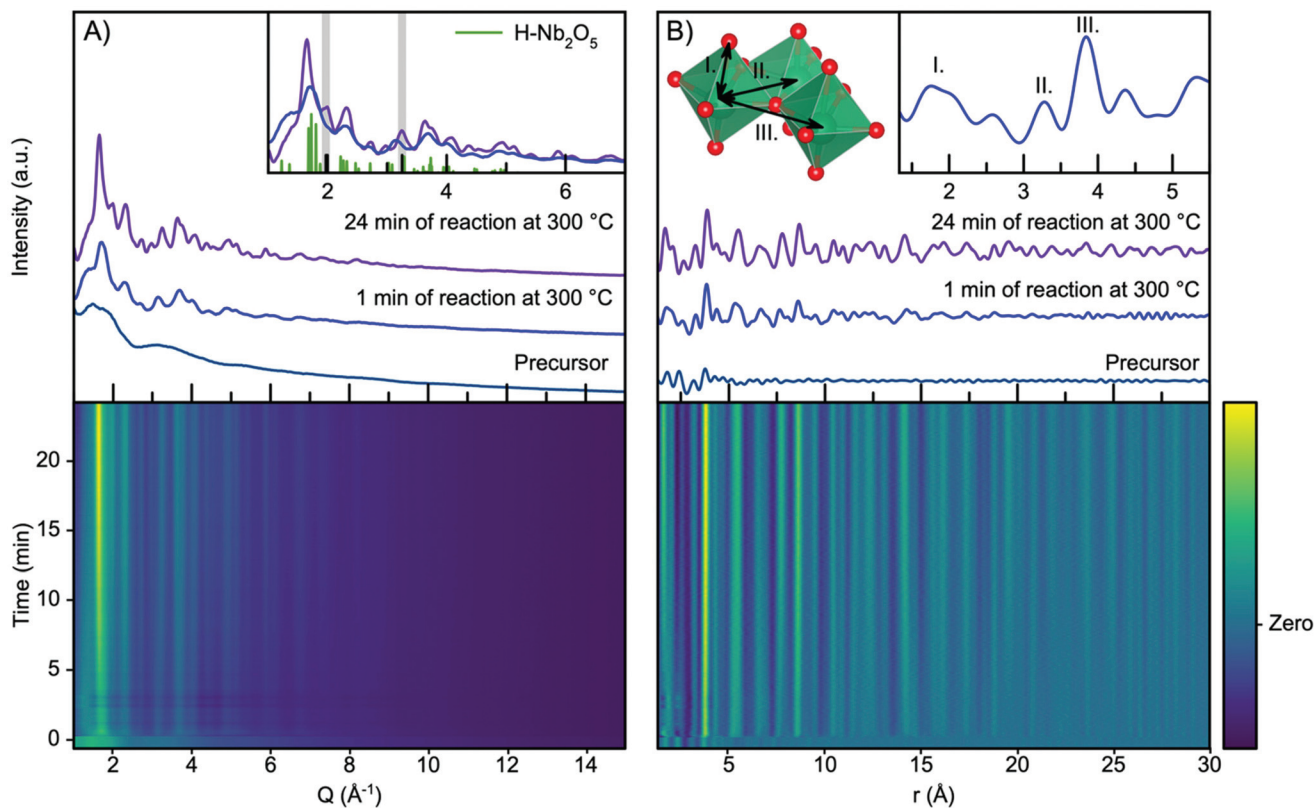 A)
H-Nb₂O₅
2 4 6
24 min of reaction at 300 °C
1 min of reaction at 300 °C
Precursor
Intensity (a.u.)
20
15
10
5
0
Time (min)
2 4 6 8 10 12 14
Q (Å⁻¹)
B)
I.
II.
III.
I.
II.
III.
2 3 4 5
24 min of reaction at 300 °C
1 min of reaction at 300 °C
Precursor
5 10 15 20 25 30
r (Å)
Zero